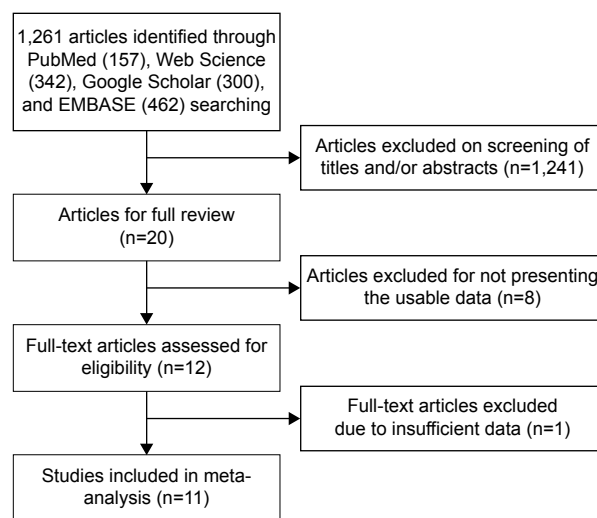 1,261 articles identified through
PubMed (157), Web Science
(342), Google Scholar (300),
and EMBASE (462) searching
Articles excluded on screening of
titles and/or abstracts (n=1,241)
Articles for full review
(n=20)
Articles excluded for not presenting
the usable data (n=8)
Full-text articles assessed for
eligibility (n=12)
Full-text articles excluded
due to insufficient data (n=1)
Studies included in meta-
analysis (n=11)